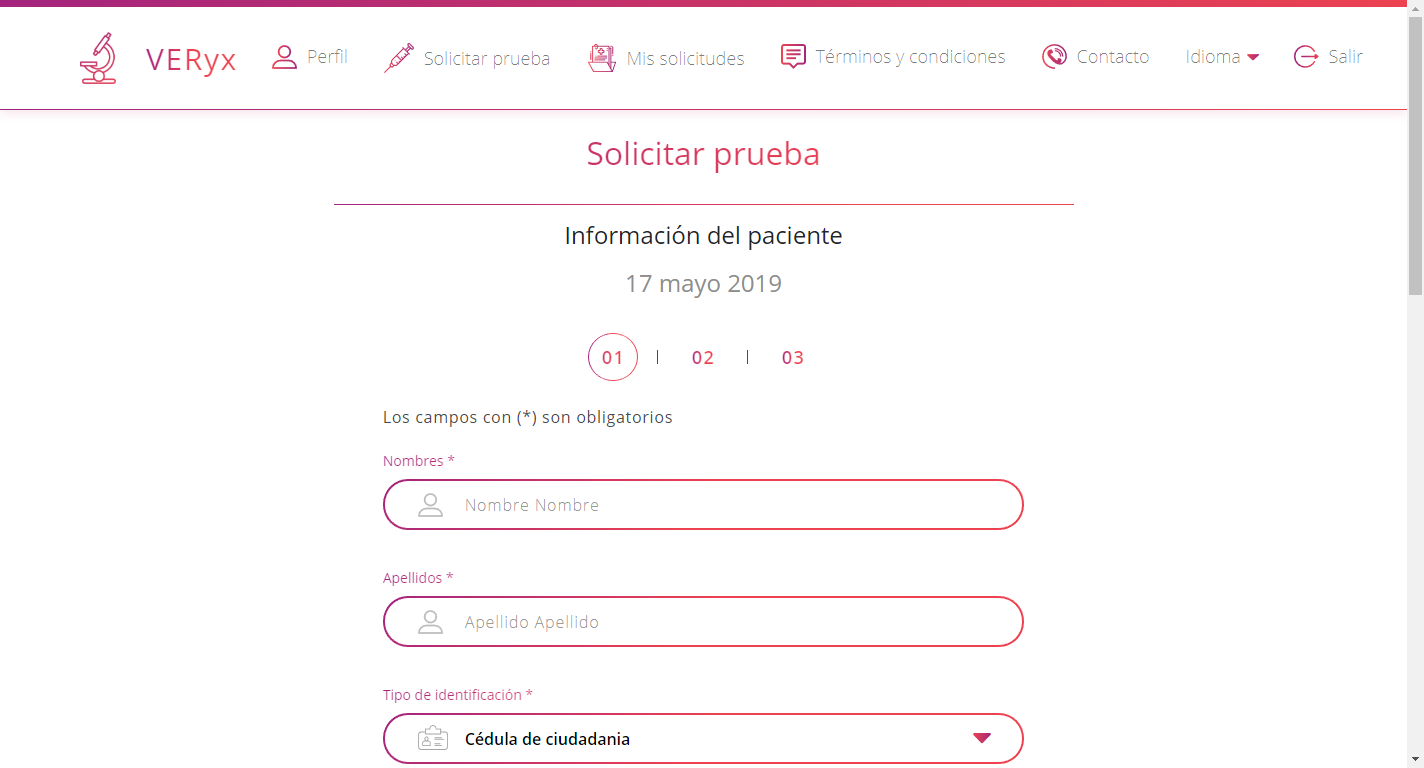 VERyx Perfil Solicitar prueba Mis solicitudes Términos y condiciones Contacto Idioma Salir
Solicitar prueba
Información del paciente
17 mayo 2019
01 02 03
Los campos con (*) son obligatorios
Nombres *
Nombre Nombre
Apellidos *
Apellido Apellido
Tipo de identificación *
Cédula de ciudadania